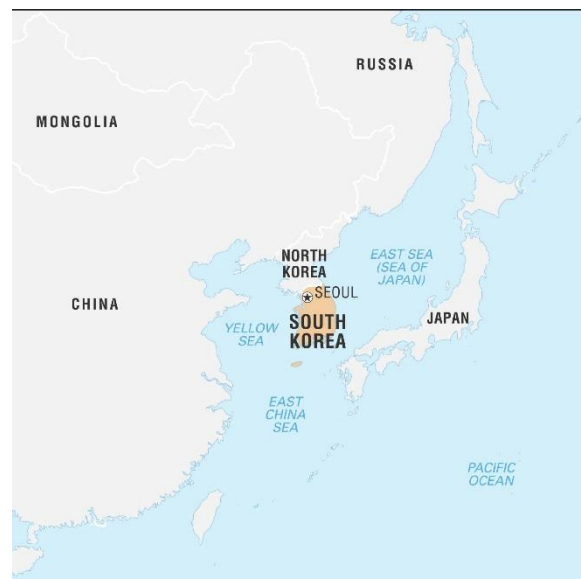 RUSSIA
MONGOLIA
NORTH
KOREA
EAST SEA
(SEA OF
JAPAN)
SEOUL
CHINA
SOUTH
KOREA
JAPAN
YELLOW
SEA
EAST
CHINA
SEA
PACIFIC
OCEAN